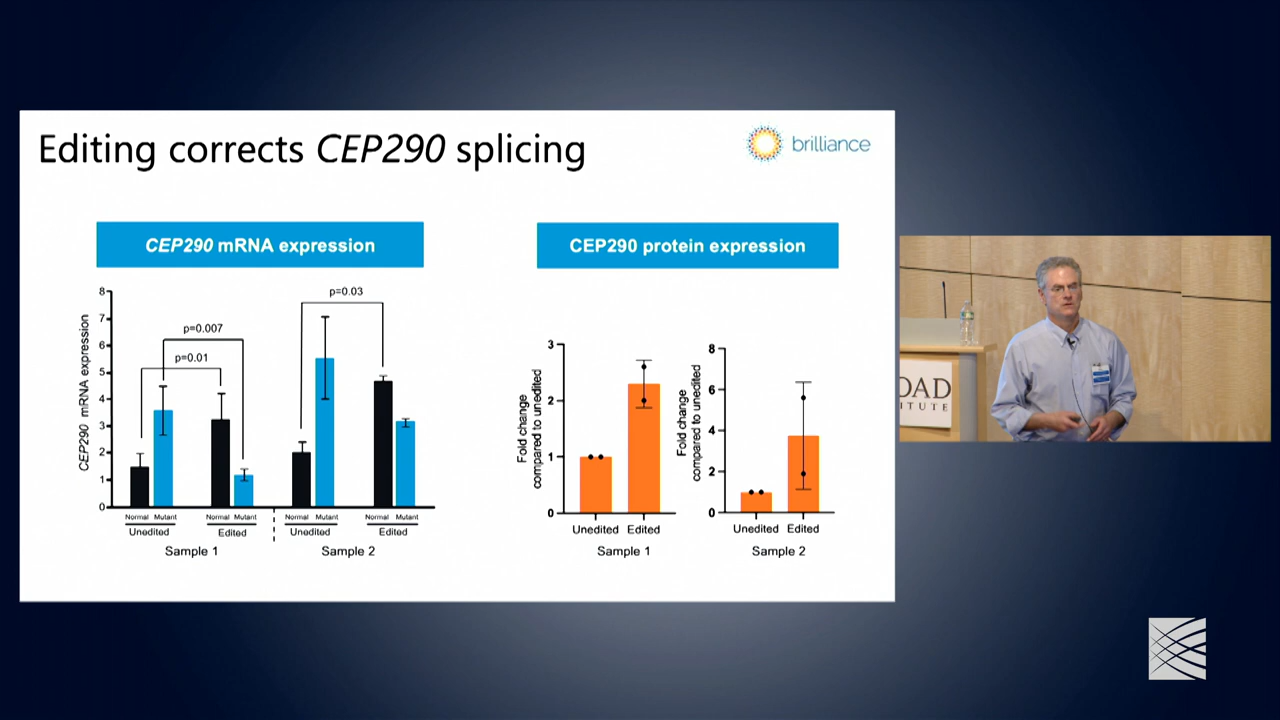 Editing corrects CEP290 splicing
brilliance
CEP290 mRNA expression
CEP290 mRNA expression
8
7
6
5
4
3
2
1
0
p=0.007
p=0.01
p=0.03
Normal Mutant
Normal Mutant
Normal Mutant
Normal Mutant
Unedited
Edited
Unedited
Edited
Sample 1
Sample 2
CEP290 protein expression
Fold change
compared to unedited
3
2
1
0
Unedited Edited
Sample 1
Fold change
compared to unedited
8
6
4
2
0
Unedited Edited
Sample 2
OAD
ITUTE